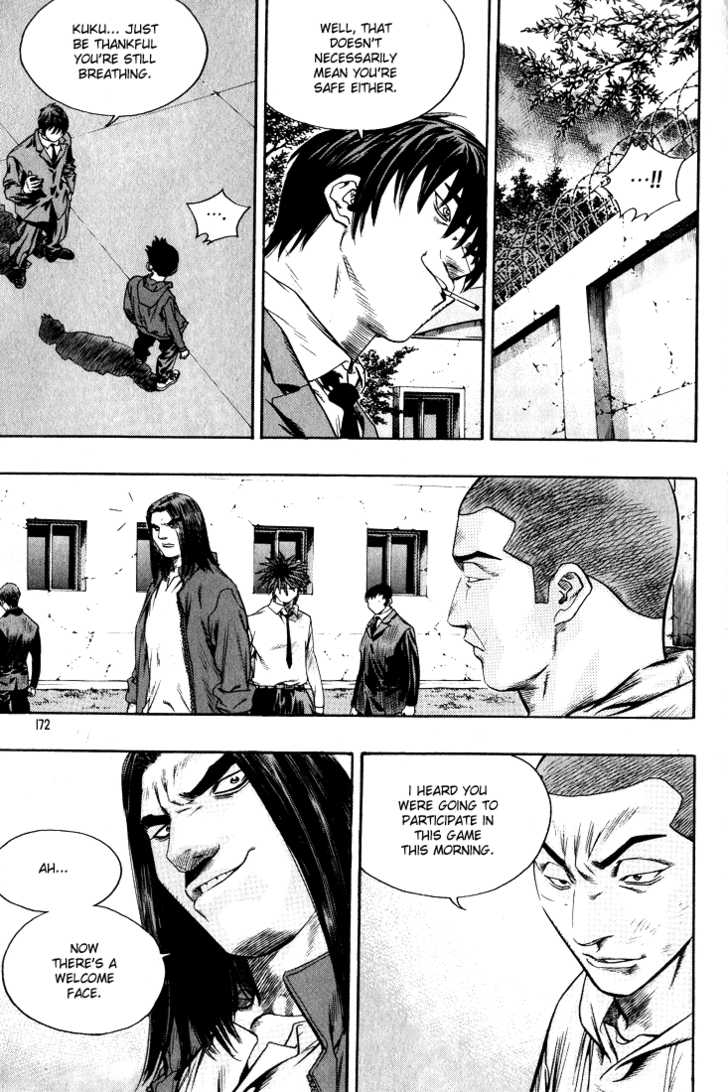 KUKU... JUST
BE THANKFUL
YOU'RE STILL
BREATHING.
....
WELL, THAT
DOESN'T
NECESSARILY
MEAN YOU'RE
SAFE EITHER.
...!!
172
AH...
NOW
THERE'S A
WELCOME
FACE.
I HEARD YOU
WERE GOING TO
PARTICIPATE IN
THIS GAME
THIS MORNING.